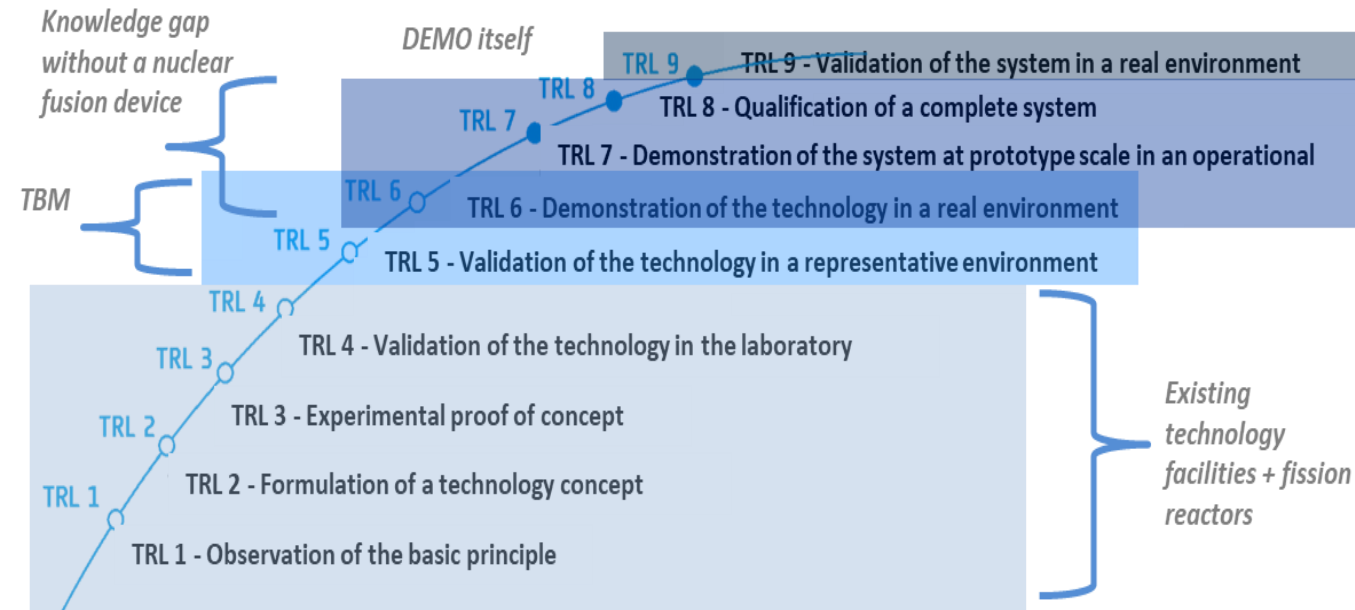 Knowledge gap
without a nuclear
fusion device
DEMO itself
TRL 9
TRL 9 - Validation of the system in a real environment
TRL 8
TRL 8 - Qualification of a complete system
TRL 7
TRL 7 - Demonstration of the system at prototype scale in an operational
TBM
TRL 6
TRL 6 - Demonstration of the technology in a real environment
TRL 5
TRL 5 - Validation of the technology in a representative environment
TRL 4
TRL 4 - Validation of the technology in the laboratory
TRL 3
TRL 3 - Experimental proof of concept
TRL 2
TRL 2 - Formulation of a technology concept
TRL 1
TRL 1 - Observation of the basic principle
Existing
technology
facilities + fission
reactors